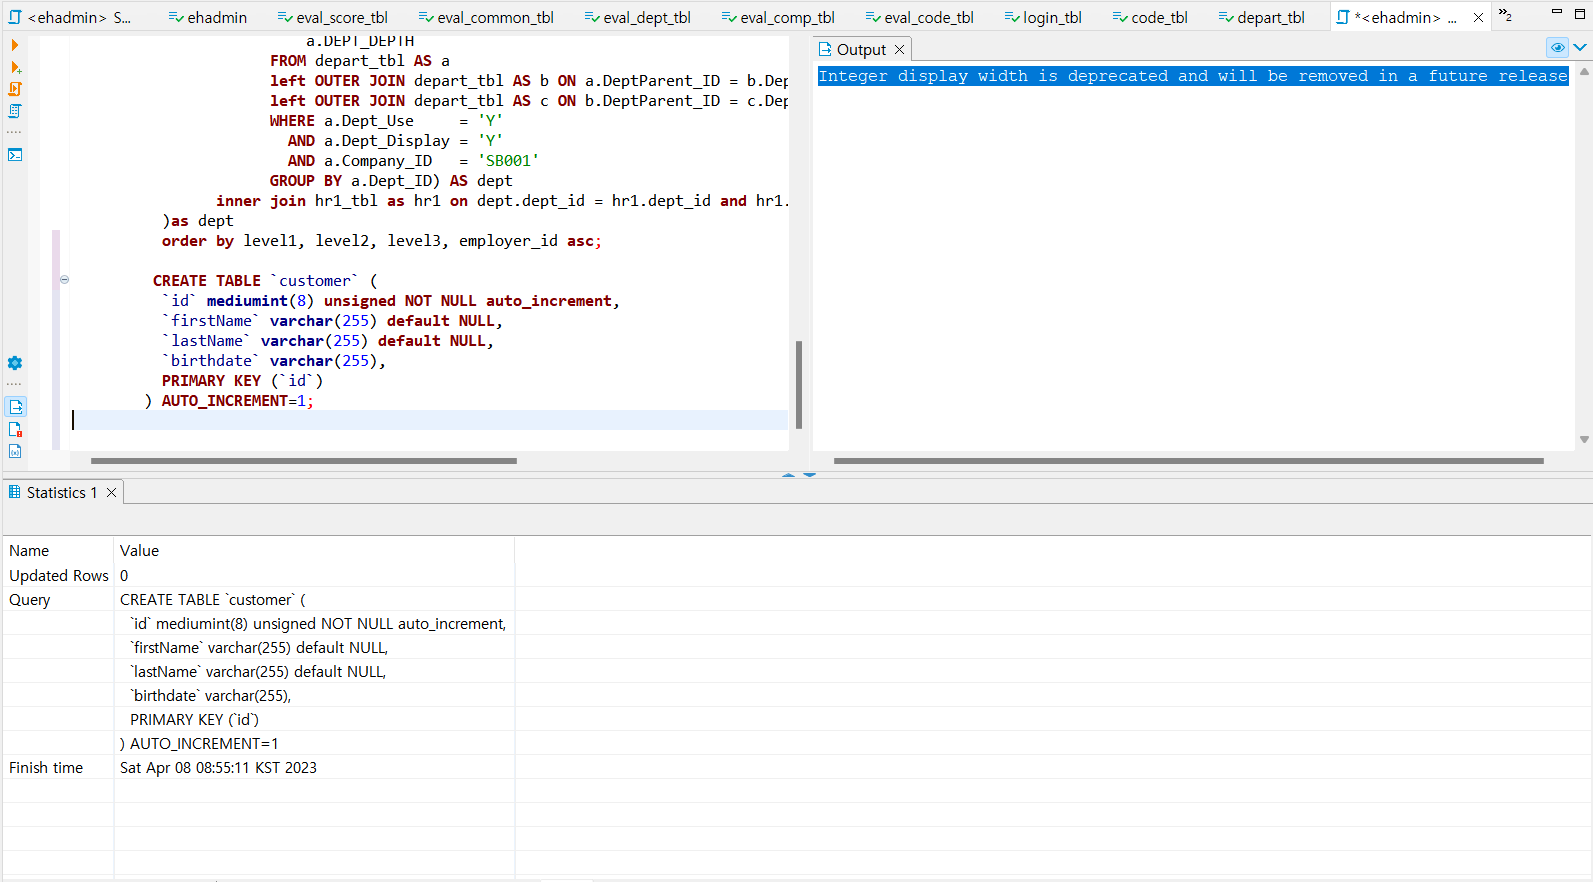 <ehadmin> S...
ehadmin
eval_score_tbl
eval_common_tbl
eval_dept_tbl
eval_comp_tbl
eval_code_tbl
login_tbl
code_tbl
depart_tbl
*<ehadmin> ...
»2
a.DEPT_DEPTH
FROM depart_tbl AS a
left OUTER JOIN depart_tbl AS b ON a.DeptParent_ID = b.Dep
left OUTER JOIN depart_tbl AS c ON b.DeptParent_ID = c.Dep
WHERE a.Dept_Use     = 'Y'
AND a.Dept_Display = 'Y'
AND a.Company_ID   = 'SB001'
GROUP BY a.Dept_ID) AS dept
inner join hr1_tbl as hr1 on dept.dept_id = hr1.dept_id and hr1.
)as dept
order by level1, level2, level3, employer_id asc;
CREATE TABLE `customer` (
`id` mediumint(8) unsigned NOT NULL auto_increment,
`firstName` varchar(255) default NULL,
`lastName` varchar(255) default NULL,
`birthdate` varchar(255),
PRIMARY KEY (`id`)
) AUTO_INCREMENT=1;
Output
Integer display width is deprecated and will be removed in a future release
Statistics 1
Name Value
Updated Rows 0
Query CREATE TABLE `customer` (
`id` mediumint(8) unsigned NOT NULL auto_increment,
`firstName` varchar(255) default NULL,
`lastName` varchar(255) default NULL,
`birthdate` varchar(255),
PRIMARY KEY (`id`)
) AUTO_INCREMENT=1
Finish time Sat Apr 08 08:55:11 KST 2023